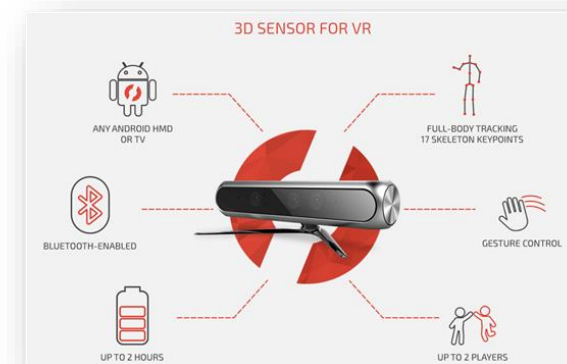 3D SENSOR FOR VR
ANY ANDROID HMD
OR TV
FULL-BODY TRACKING
17 SKELETON KEYPOINTS
BLUETOOTH-ENABLED
GESTURE CONTROL
UP TO 2 HOURS
UP TO 2 PLAYERS